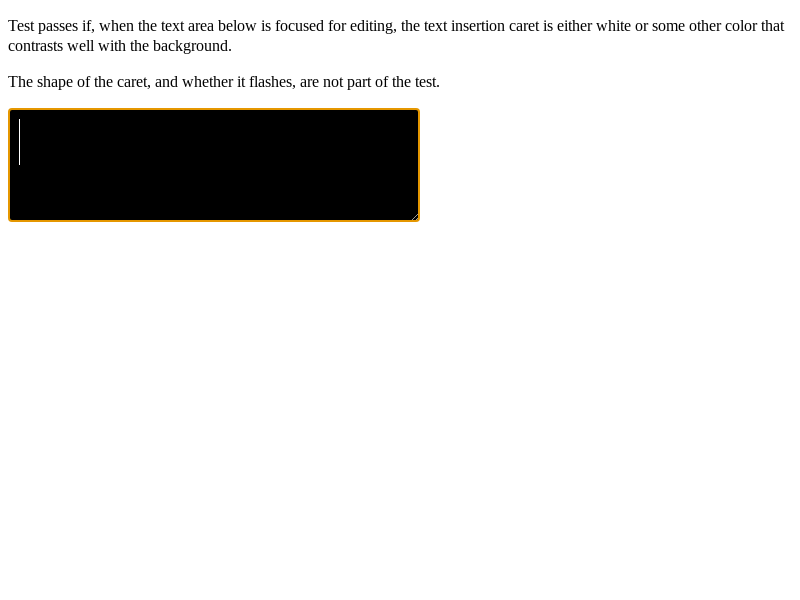 Test passes if, when the text area below is focused for editing, the text insertion caret is either white or some other color that
contrasts well with the background.
The shape of the caret, and whether it flashes, are not part of the test.